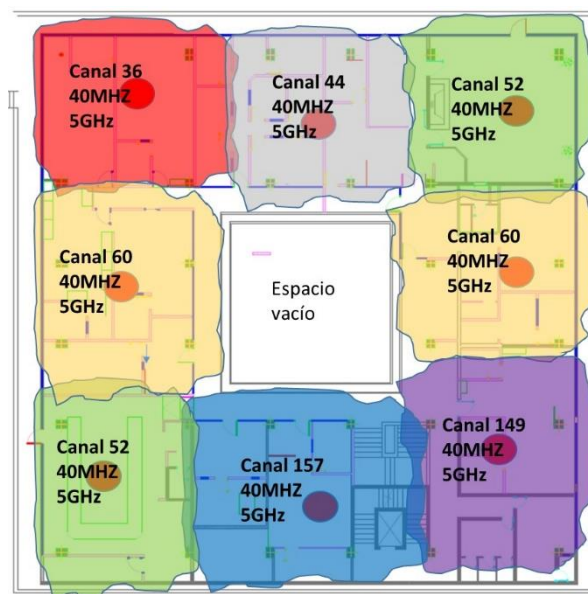 Canal 36
40MHZ
5GHz
Canal 44
40MHZ
5GHz
Canal 52
40MHZ
5GHz
Canal 60
40MHZ
5GHz
Espacio
vacío
Canal 60
40MHZ
5GHz
Canal 52
40MHZ
5GHz
Canal 157
40MHZ
5GHz
Canal 149
40MHZ
5GHz